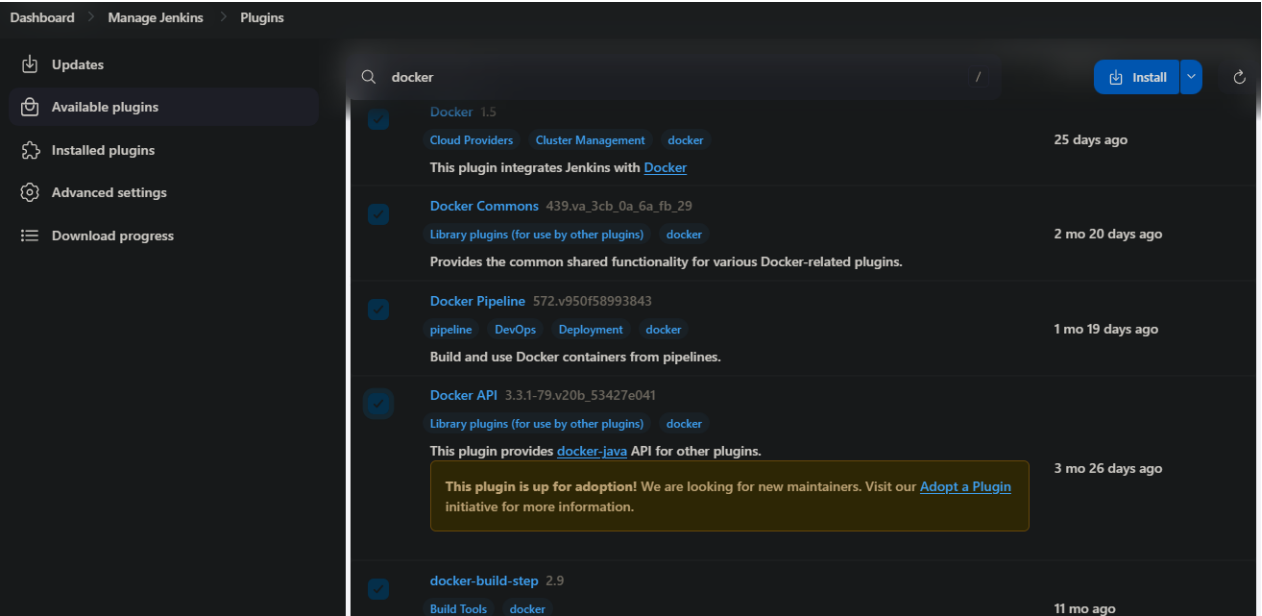 Dashboard > Manage Jenkins > Plugins
Updates
Available plugins
Installed plugins
Advanced settings
Download progress
docker /
Install
Docker 1.5
Cloud Providers Cluster Management docker
25 days ago
This plugin integrates Jenkins with Docker
Docker Commons 439.va_3cb_0a_6a_fb_29
Library plugins (for use by other plugins) docker
2 mo 20 days ago
Provides the common shared functionality for various Docker-related plugins.
Docker Pipeline 572.v950f58993843
pipeline DevOps Deployment docker
1 mo 19 days ago
Build and use Docker containers from pipelines.
Docker API 3.3.1-79.v20b_53427e041
Library plugins (for use by other plugins) docker
This plugin provides docker-java API for other plugins.
3 mo 26 days ago
This plugin is up for adoption! We are looking for new maintainers. Visit our Adopt a Plugin
initiative for more information.
docker-build-step 2.9
Build Tools docker
11 mo ago